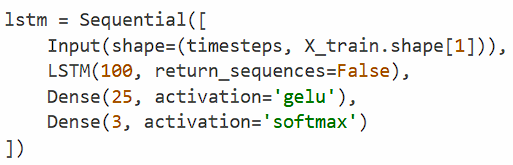 lstm = Sequential([
    Input(shape=(timesteps, X_train.shape[1])),
    LSTM(100, return_sequences=False),
    Dense(25, activation='gelu'),
    Dense(3, activation='softmax')
])